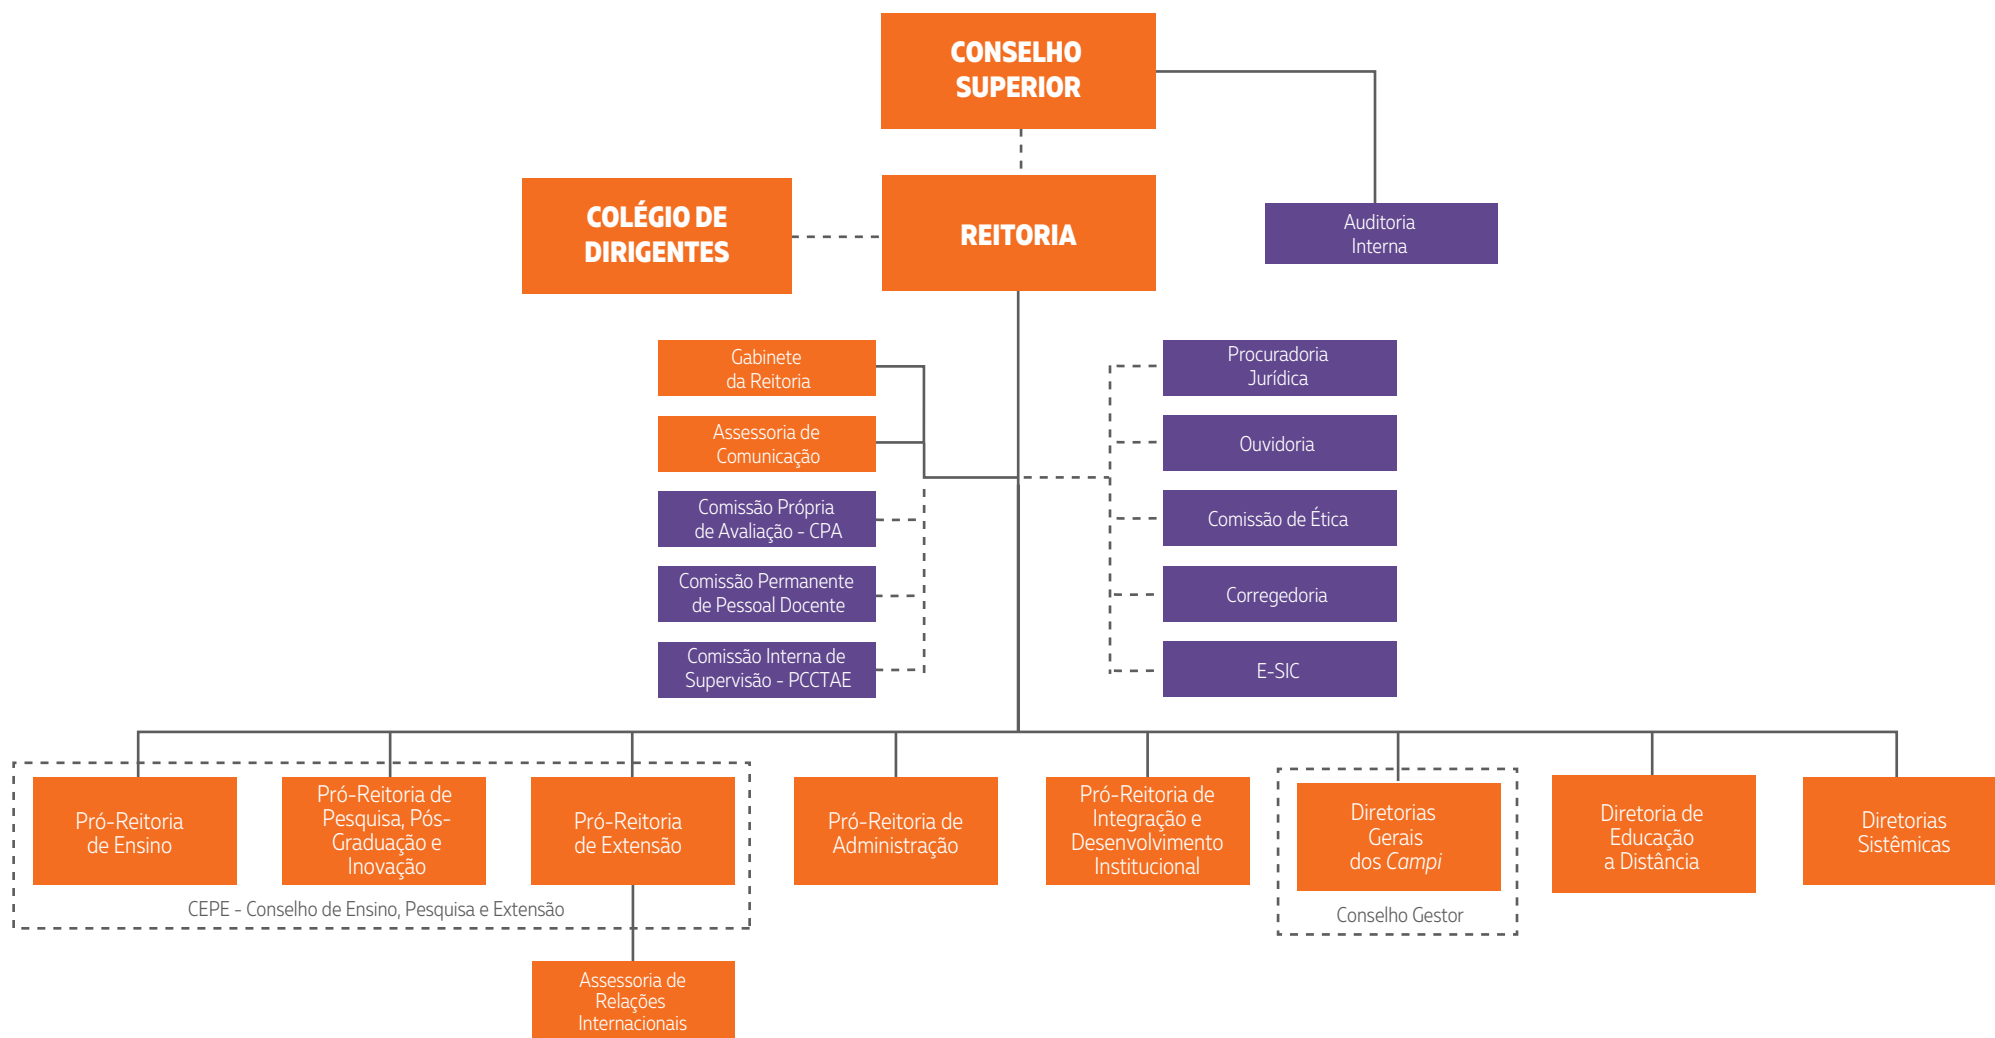 CONSELHO
SUPERIOR
COLÉGIO DE
DIRIGENTES
REITORIA
Auditoria
Interna
Gabinete
da Reitoria
Assessoria de
Comunicação
Comissão Própria
de Avaliação - CPA
Comissão Permanente
de Pessoal Docente
Comissão Interna de
Supervisão - PCCTAE
Procuradoria
Jurídica
Ouvidoria
Comissão de Ética
Corregedoria
E-SIC
Pró-Reitoria
de Ensino
Pró-Reitoria de
Pesquisa, Pós-
Graduação e
Inovação
Pró-Reitoria
de Extensão
CEPE - Conselho de Ensino, Pesquisa e Extensão
Assessoria de
Relações
Internacionais
Pró-Reitoria de
Administração
Pró-Reitoria de
Integração e
Desenvolvimento
Institucional
Diretorias
Gerais
dos Campi
Conselho Gestor
Diretoria de
Educação
a Distância
Diretorias
Sistêmicas